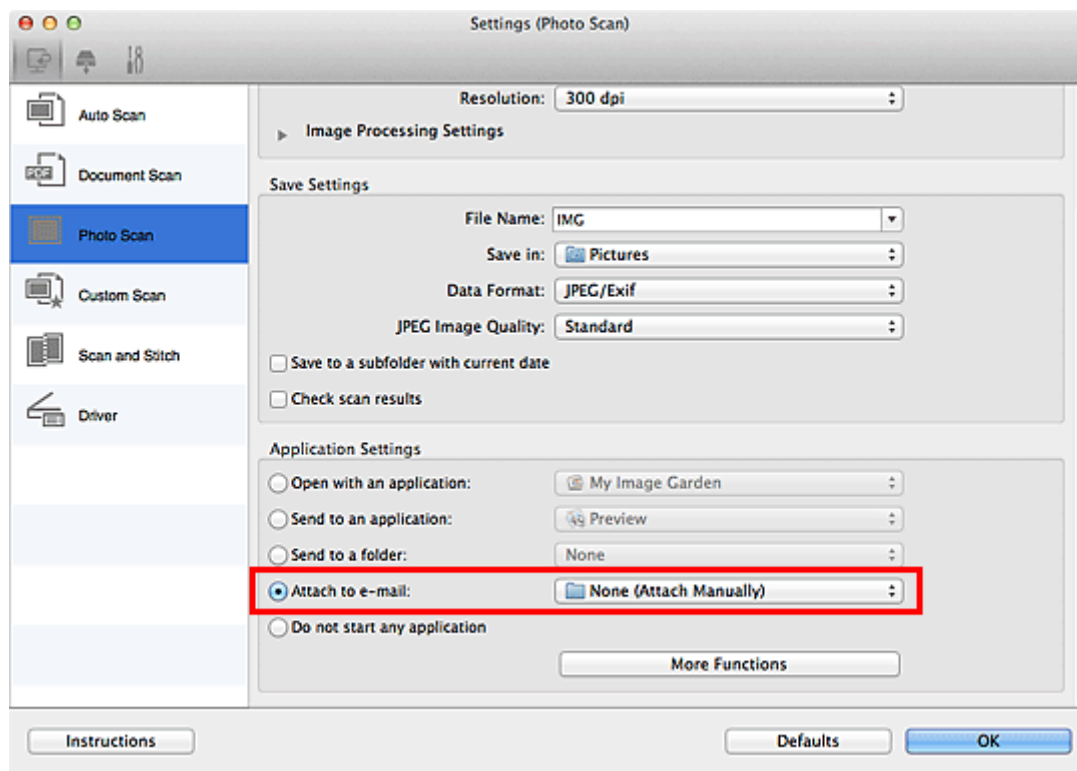 Settings (Photo Scan)
Auto Scan
Document Scan
Photo Scan
Custom Scan
Scan and Stitch
Driver
Resolution: 300 dpi
Image Processing Settings
Save Settings
File Name: IMG
Save in: Pictures
Data Format: JPEG/Exif
JPEG Image Quality: Standard
Save to a subfolder with current date
Check scan results
Application Settings
Open with an application: My Image Garden
Send to an application: Preview
Send to a folder: None
Attach to e-mail: None (Attach Manually)
Do not start any application
More Functions
Instructions
Defaults
OK